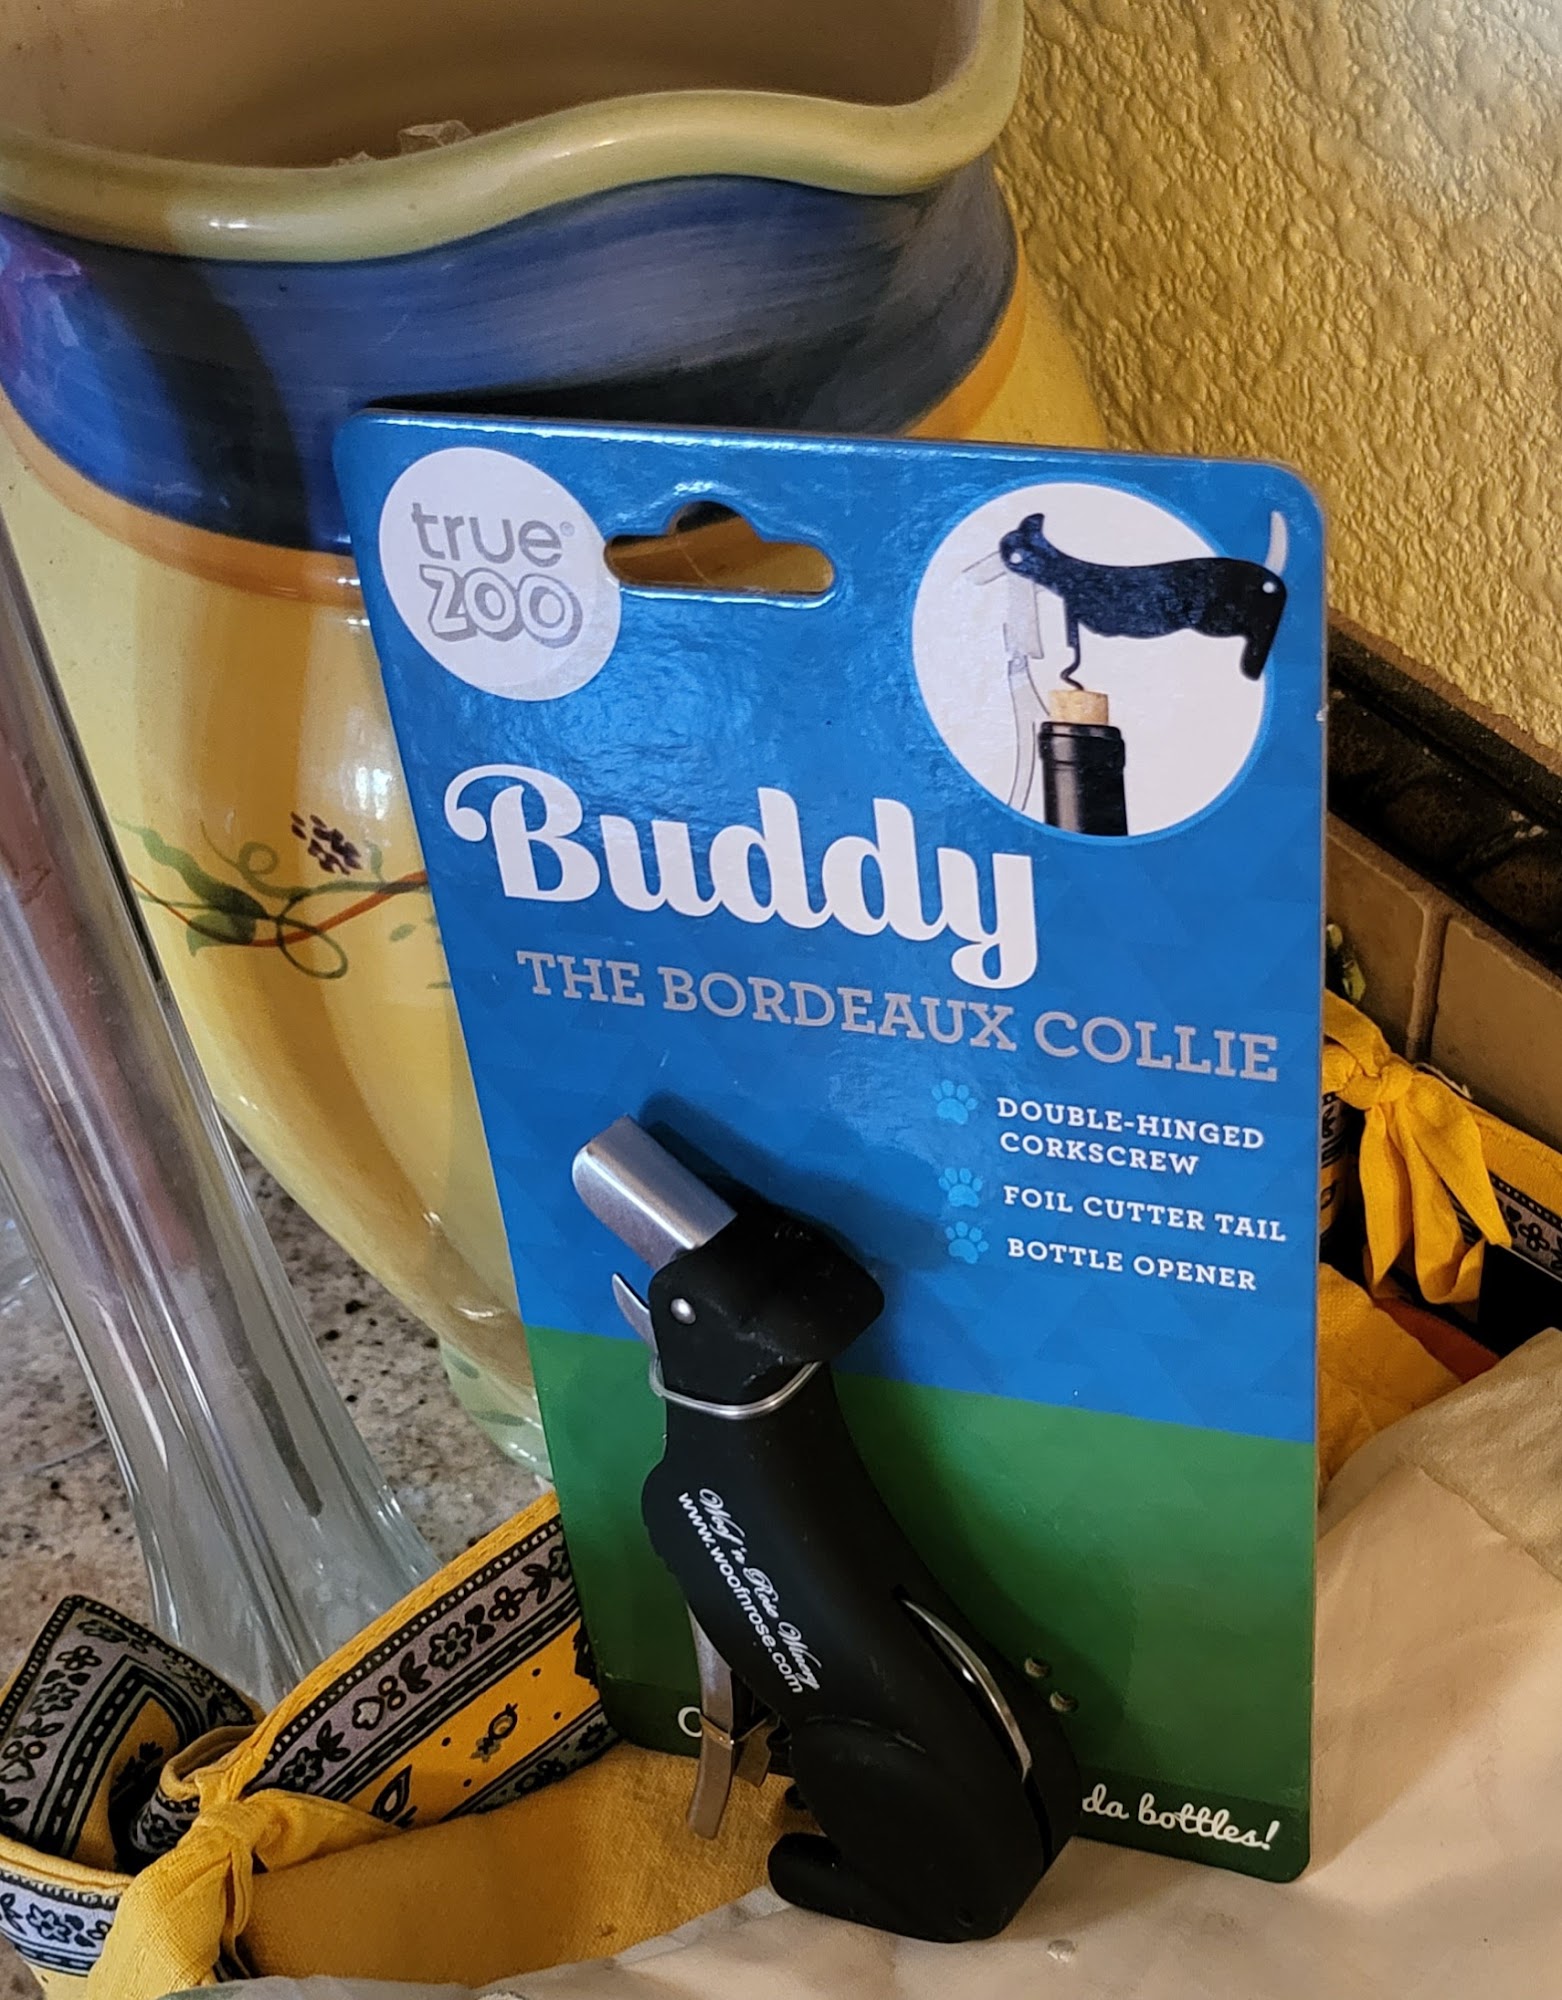 true®
ZOO
Buddy
THE BORDEAUX COLLIE
DOUBLE-HINGED
CORKSCREW
FOIL CUTTER TAIL
BOTTLE OPENER
Woof 'n Rose Winery
www.woofnrose.com
da bottles!